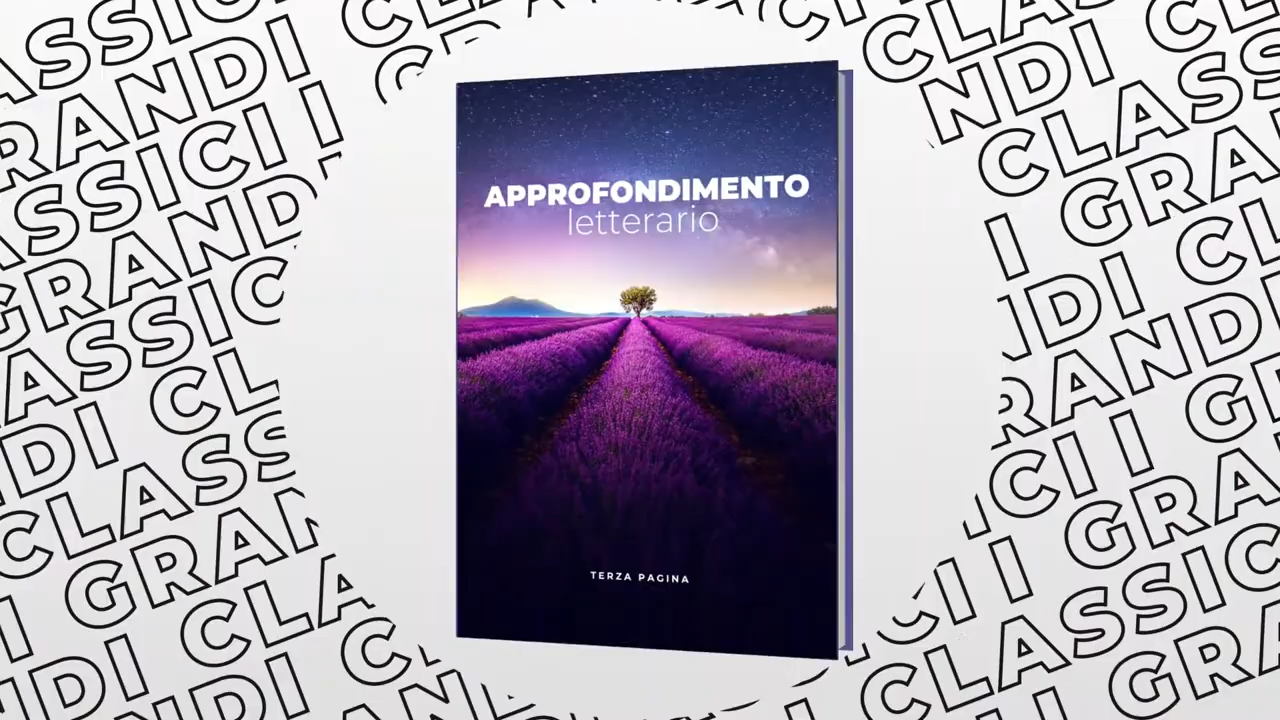 APPROFONDIMENTO
letterario
TERZA PAGINA
I GRANDI CLASSICI